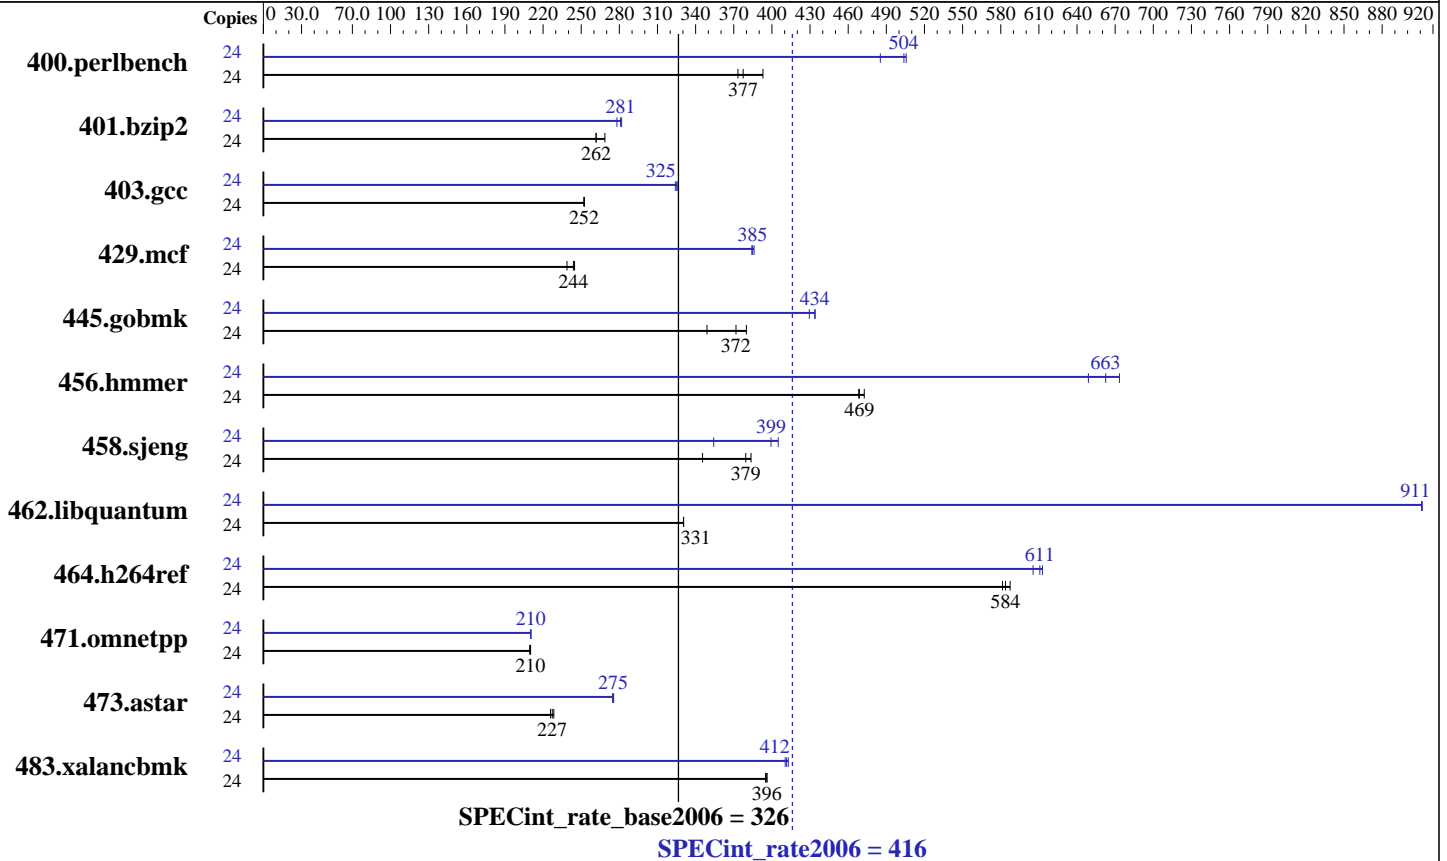 Copies 0 30.0 70.0 100 130 160 190 220 250 280 310 340 370 400 430 460 490 520 550 580 610 640 670 700 730 760 790 820 850 880 920
400.perlbench 24 504
24 377
401.bzip2 24 281
24 262
403.gcc 24 325
24 252
429.mcf 24 385
24 244
445.gobmk 24 434
24 372
456.hmmer 24 663
24 469
458.sjeng 24 399
24 379
462.libquantum 24 911
24 331
464.h264ref 24 611
24 584
471.omnetpp 24 210
24 210
473.astar 24 275
24 227
483.xalancbmk 24 412
24 396
SPECint_rate_base2006 = 326
SPECint_rate2006 = 416